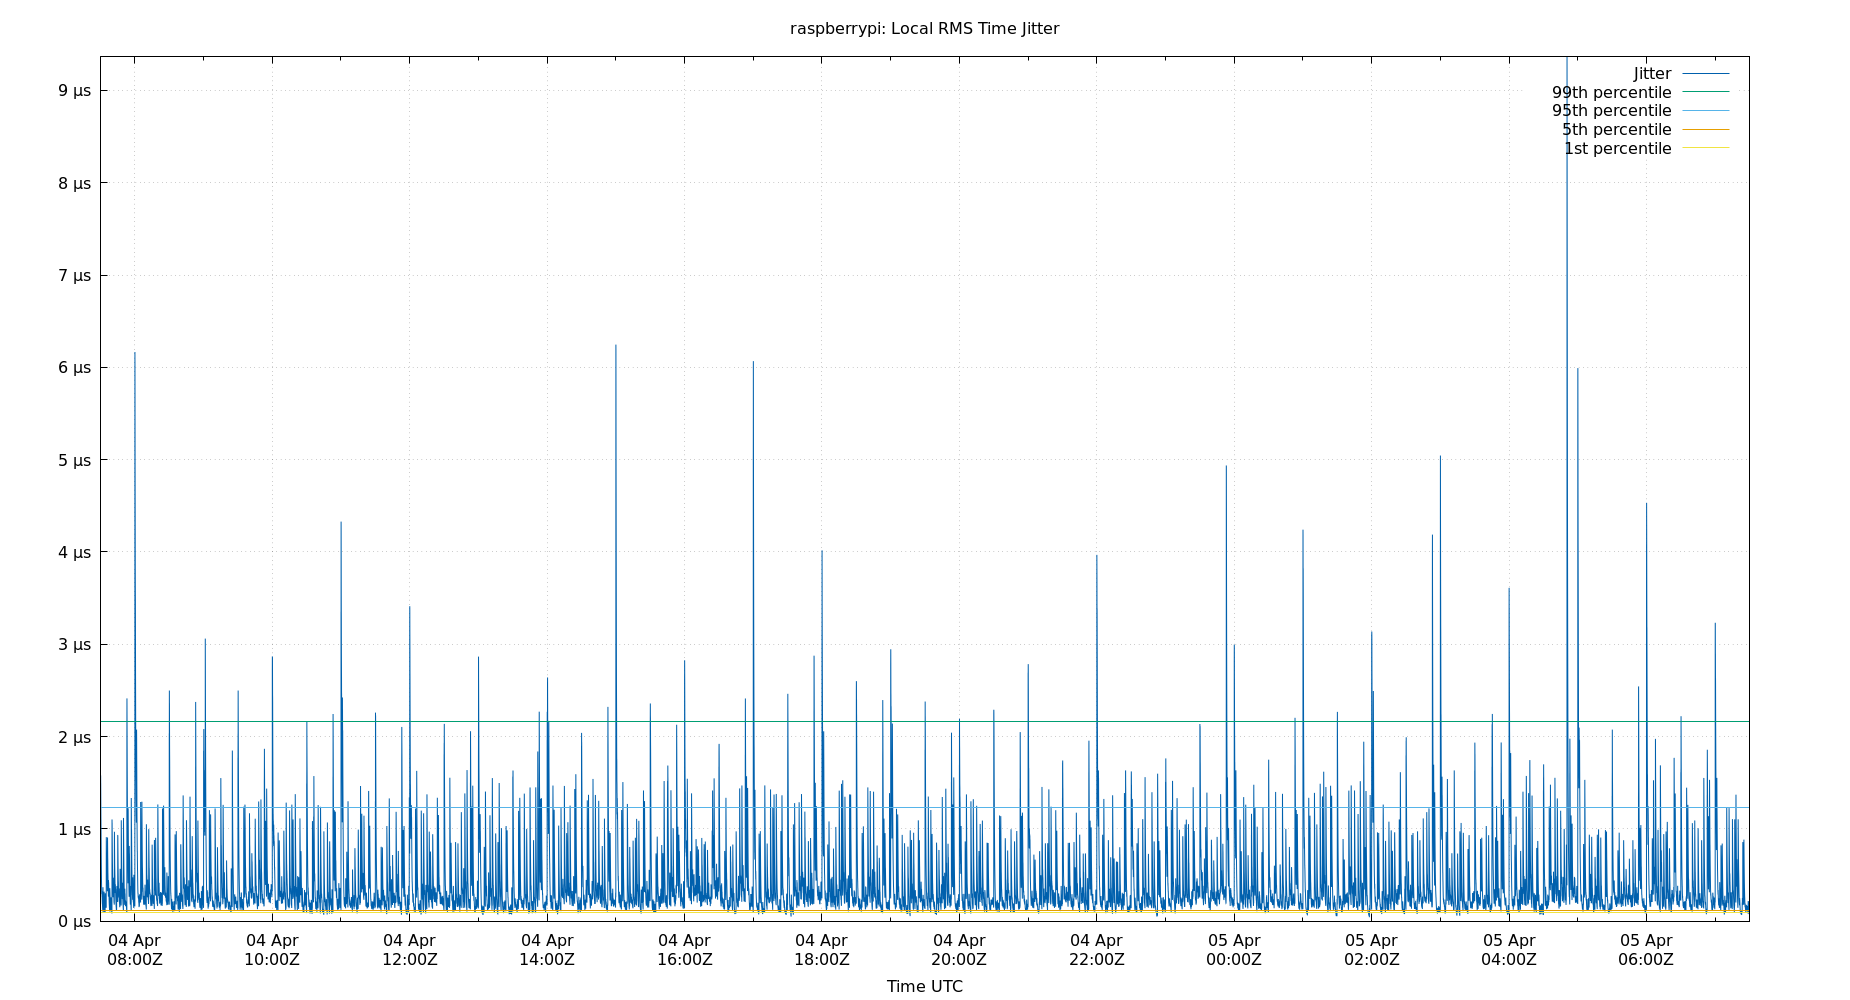 raspberrypi: Local RMS Time Jitter
Jitter
99th percentile
95th percentile
5th percentile
1st percentile
9 µs
8 µs
7 µs
6 µs
5 µs
4 µs
3 µs
2 µs
1 µs
0 µs
04 Apr 04 Apr 04 Apr 04 Apr 04 Apr 04 Apr 04 Apr 04 Apr 05 Apr 05 Apr 05 Apr 05 Apr
08:00Z 10:00Z 12:00Z 14:00Z 16:00Z 18:00Z 20:00Z 22:00Z 00:00Z 02:00Z 04:00Z 06:00Z
Time UTC